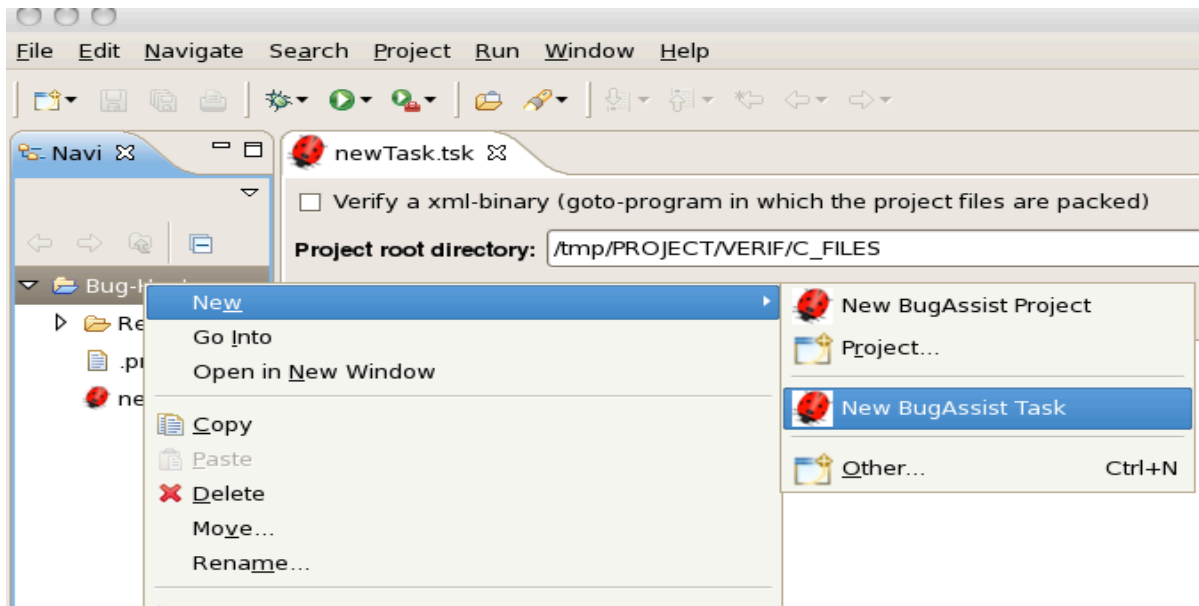 File Edit Navigate Search Project Run Window Help
Navi
newTask.tsk
Verify a xml-binary (goto-program in which the project files are packed)
Project root directory: /tmp/PROJECT/VERIF/C_FILES
New
Go Into
Open in New Window
Copy
Paste
Delete
Move...
Rename...
New BugAssist Project
Project...
New BugAssist Task
Other... Ctrl+N